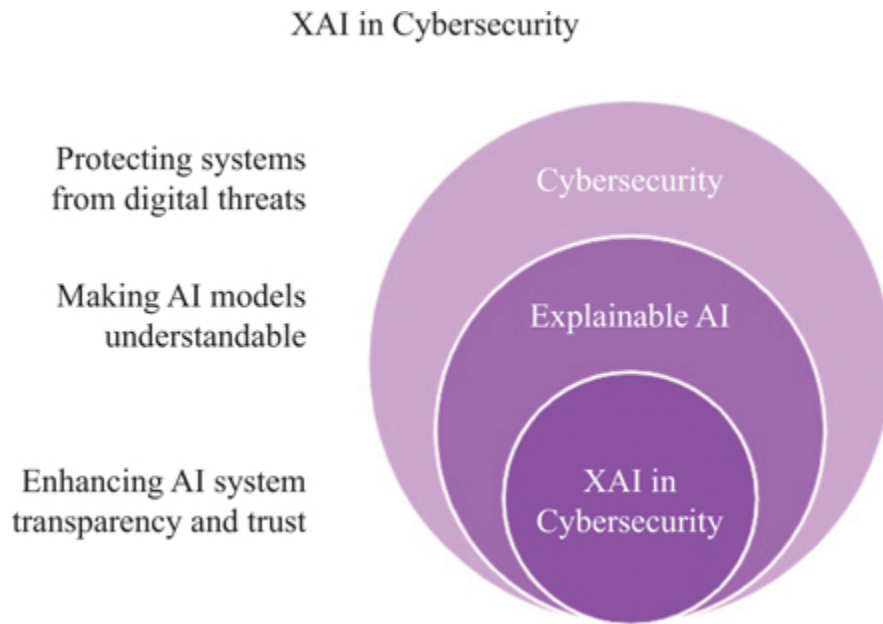 XAI in Cybersecurity
Protecting systems
from digital threats
Cybersecurity
Making AI models
understandable
Explainable AI
Enhancing AI system
transparency and trust
XAI in
Cybersecurity